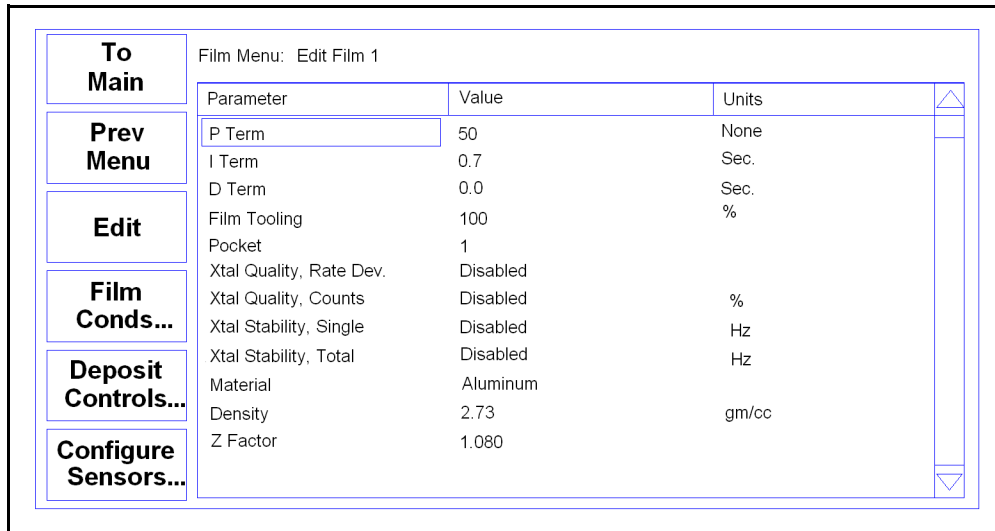 To
Main
Prev
Menu
Edit
Film
Conds...
Deposit
Controls...
Configure
Sensors...
Film Menu: Edit Film 1
Parameter Value Units
P Term 50 None
I Term 0.7 Sec.
D Term 0.0 Sec.
Film Tooling 100 %
Pocket 1
Xtal Quality, Rate Dev. Disabled
Xtal Quality, Counts Disabled %
Xtal Stability, Single Disabled Hz
Xtal Stability, Total Disabled Hz
Material Aluminum
Density 2.73 gm/cc
Z Factor 1.080